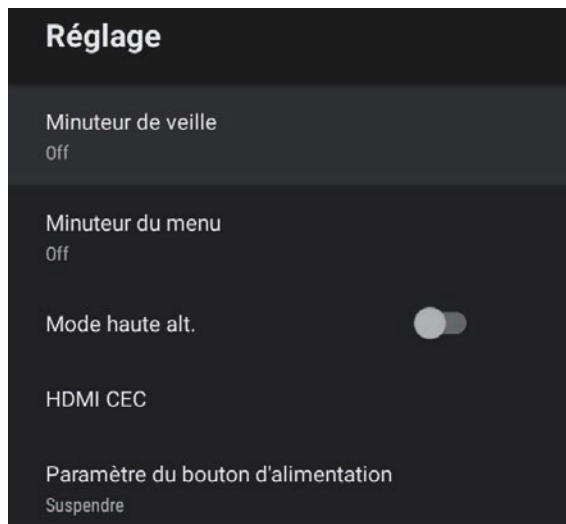 Réglage
Minuteur de veille
Off
Minuteur du menu
Off
Mode haute alt.
HDMI CEC
Paramètre du bouton d'alimentation
Suspendre